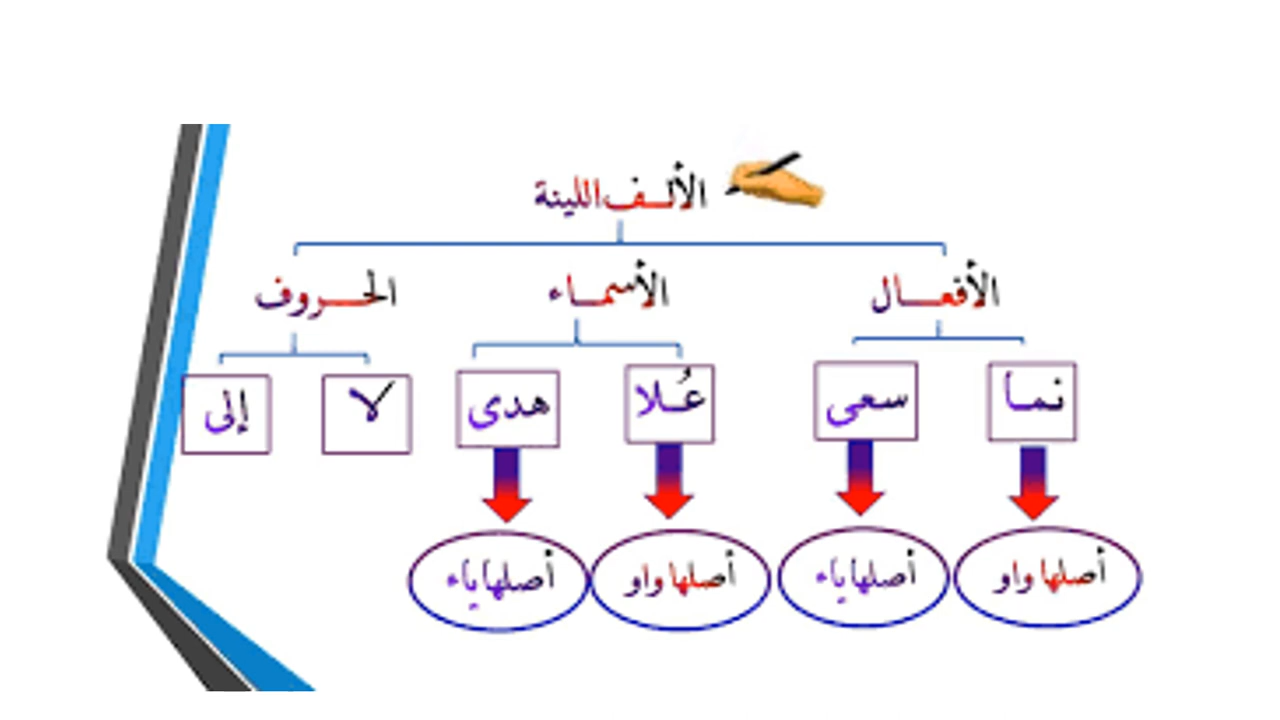 الألف اللينة
الأفعال الأسماء الحروف
نما سعى عُلا هدى لا إلى
أصلها واو أصلها ياء أصلها واو أصلها ياء